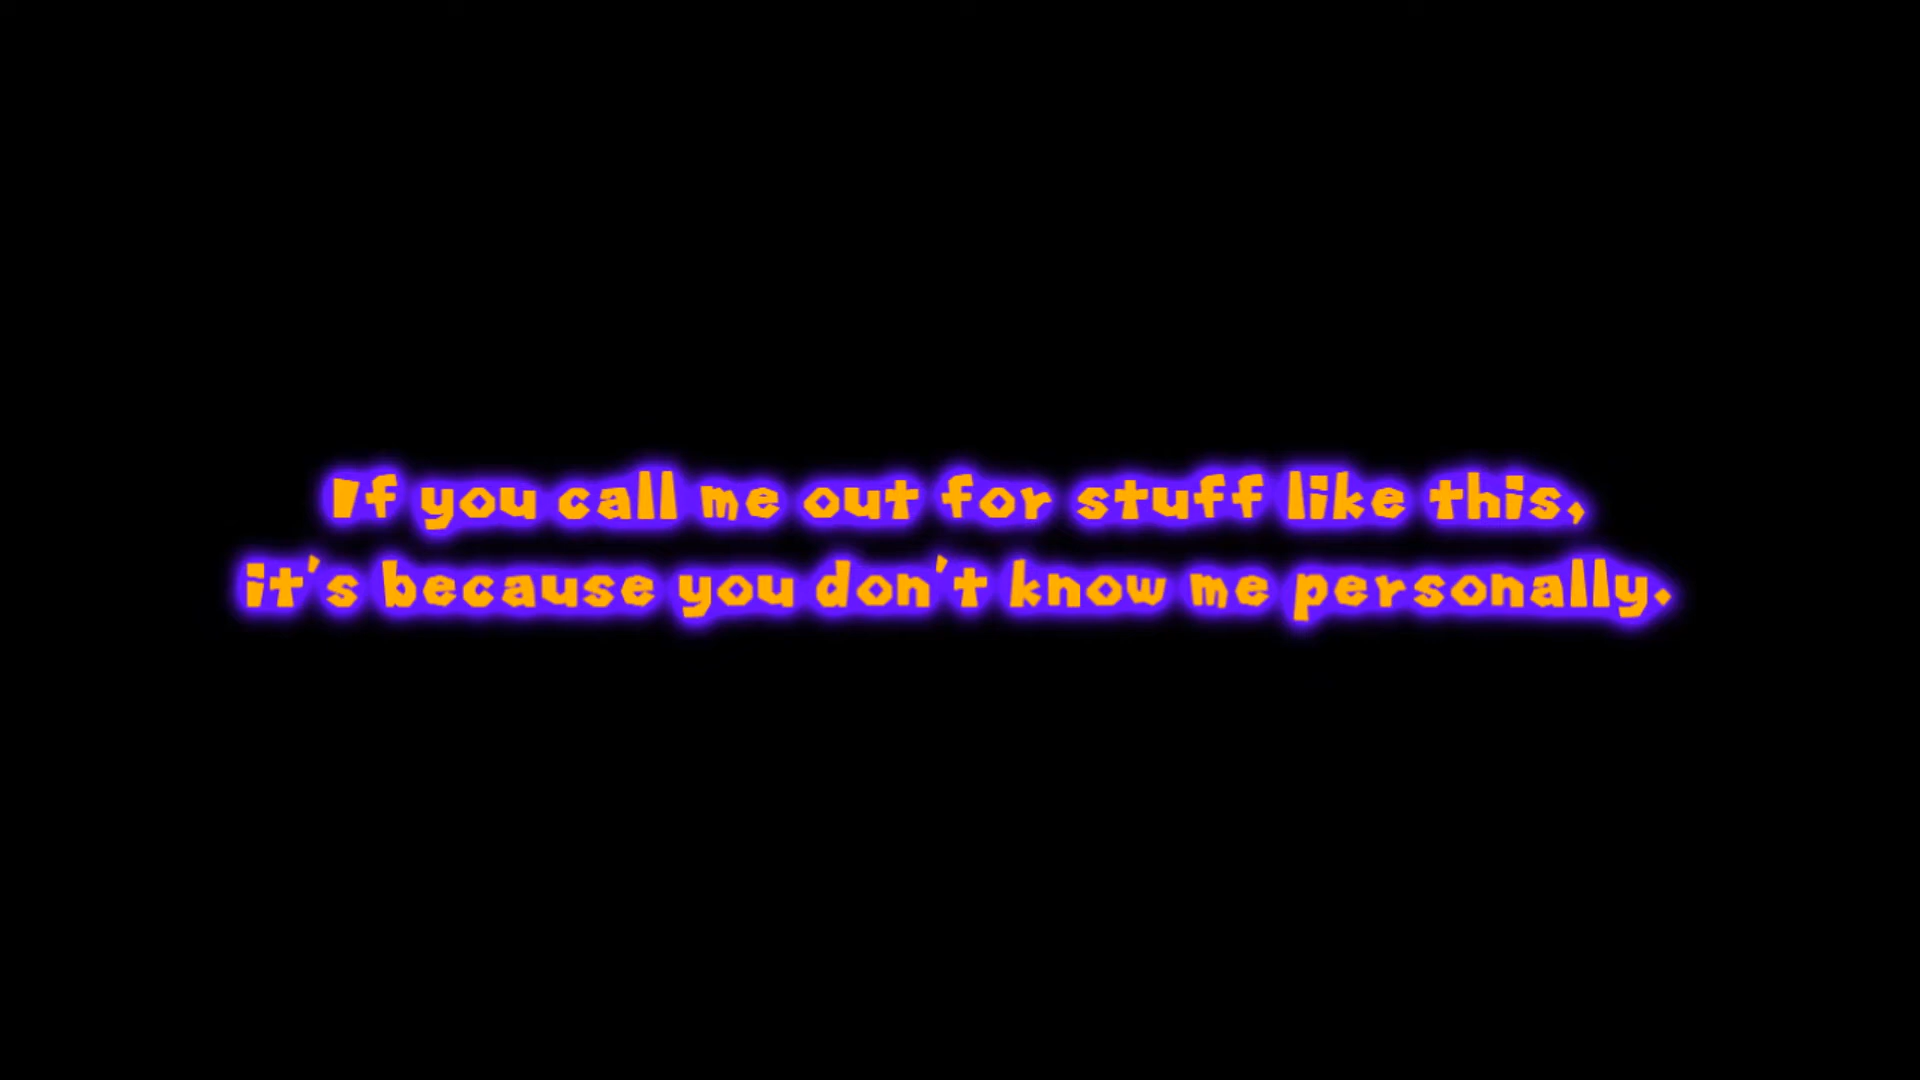 If you call me out for stuff like this,
it's because you don't know me personally.